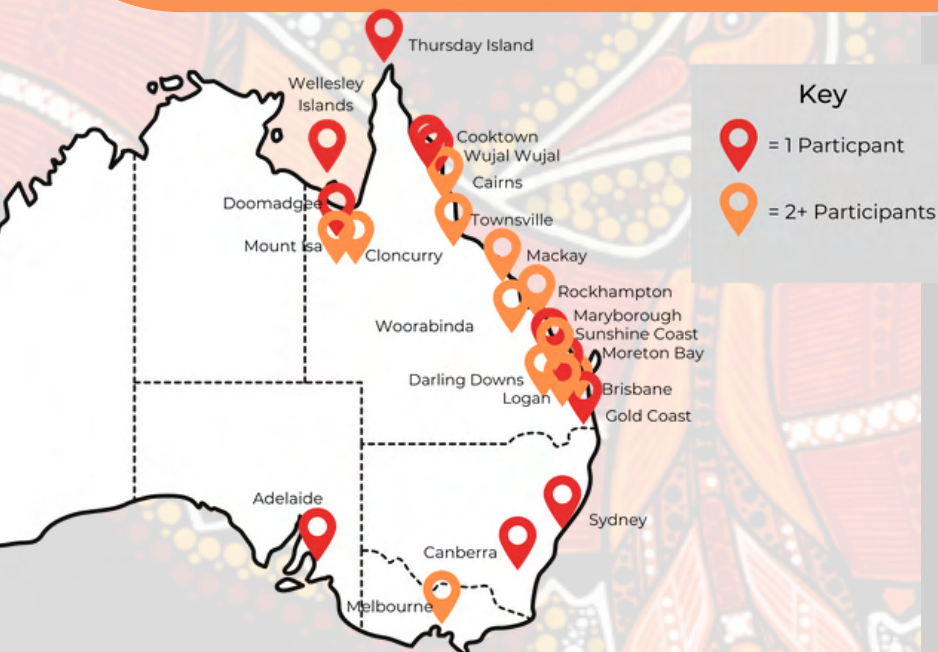 Thursday Island
Wellesley
Islands
Key
Cooktown
= 1 Particpant
Wujal Wujal
Cairns
Doomadgee
= 2+ Participants
Townsville
Mount Isa
Cloncurry
Mackay
Rockhampton
Maryborough
Woorabinda
Sunshine Coast
Moreton Bay
Darling Downs
Brisbane
Logan
Gold Coast
Adelaide
Sydney
Canberra
Melbourne